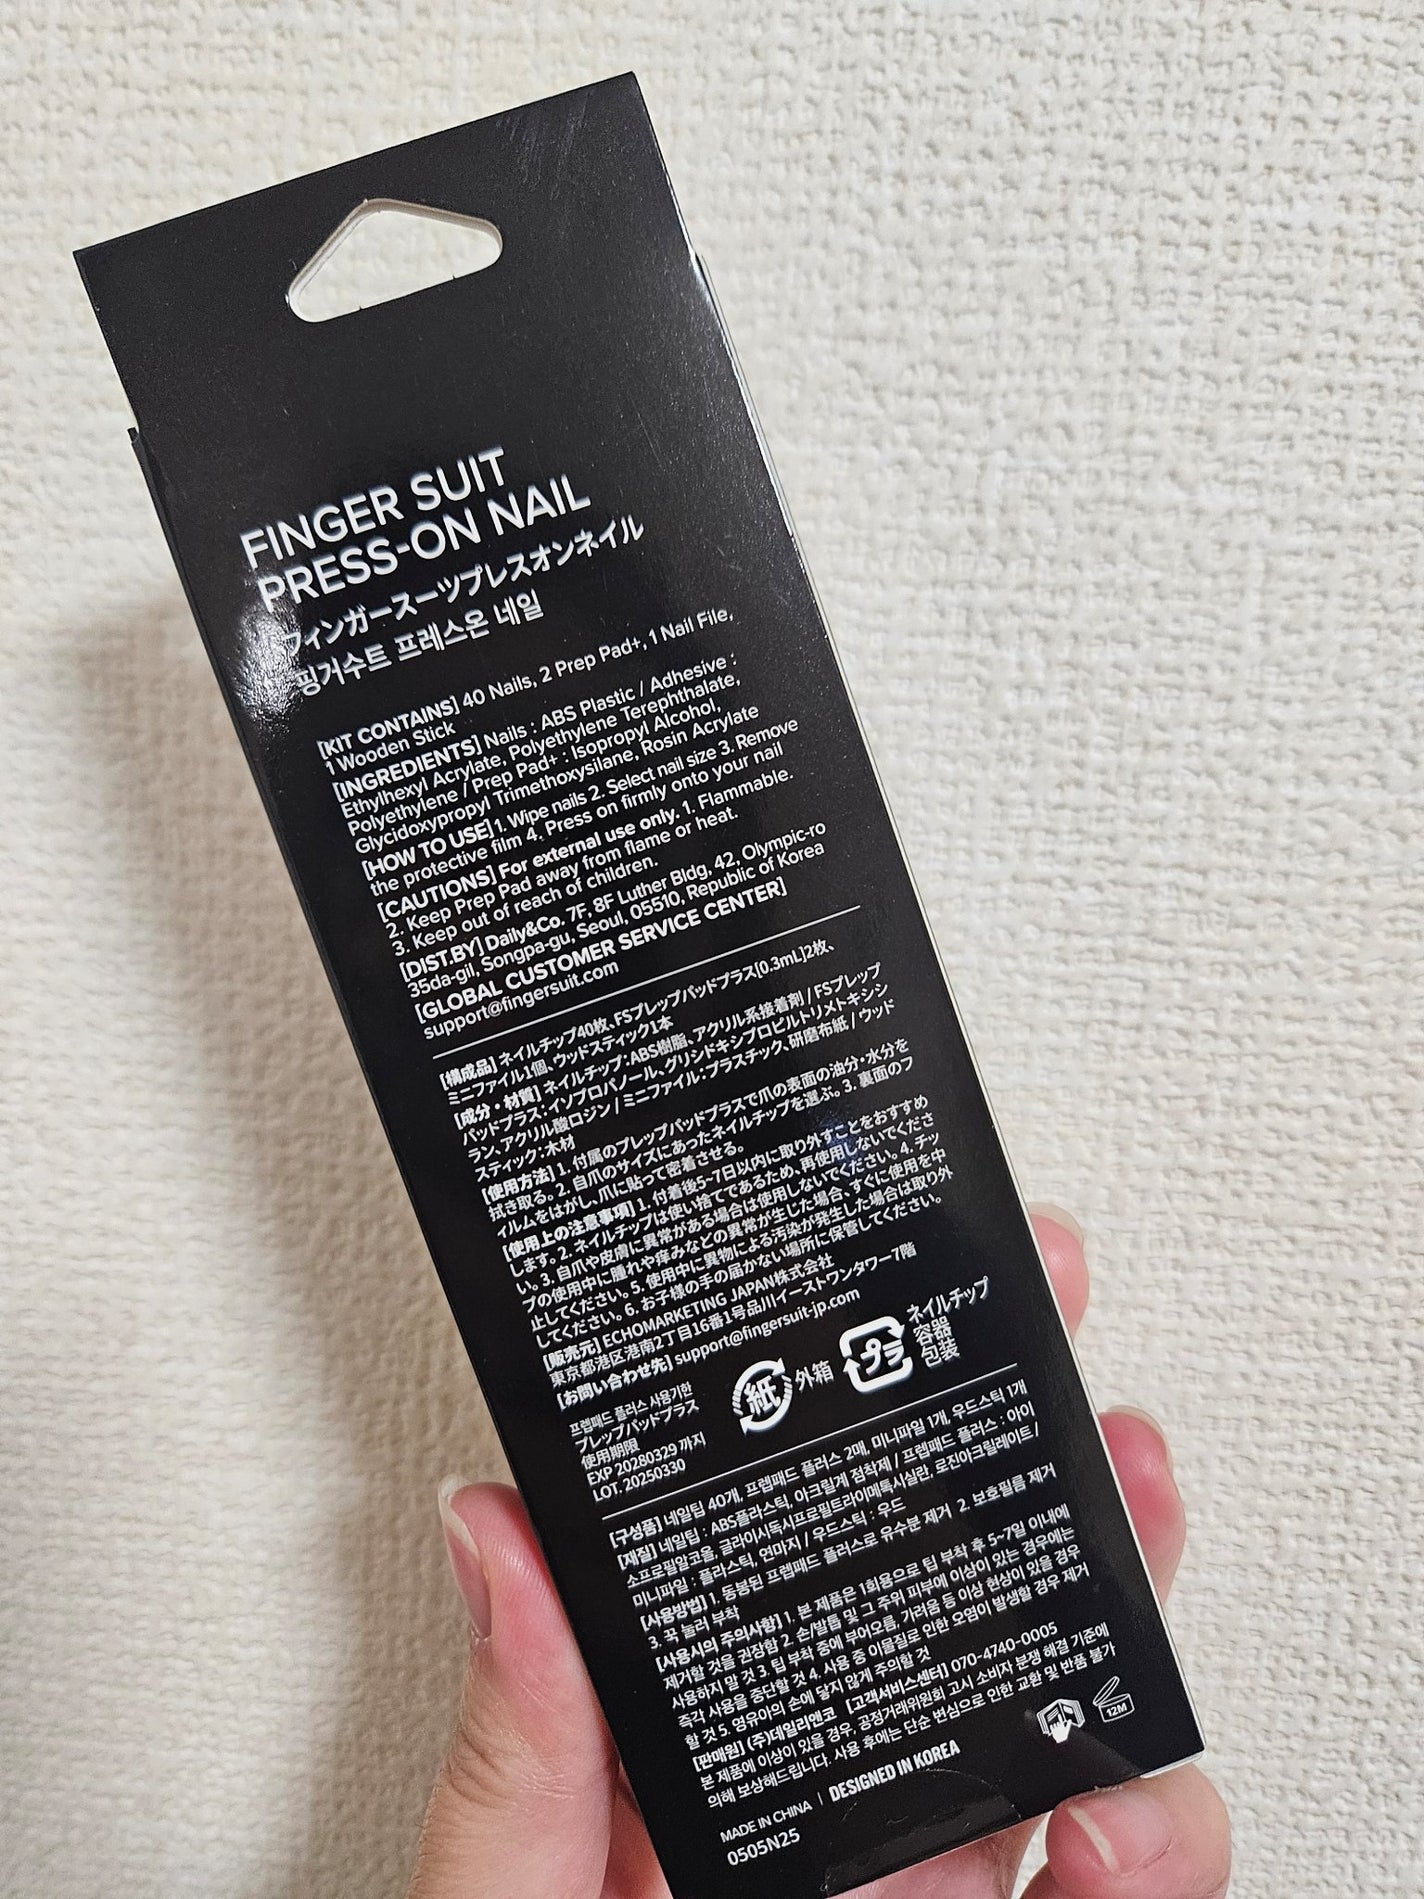 FINGER SUIT
PRESS-ON NAIL
フィンガースーツプレスオンネイル
핑거수트 프레스온 네일
[KIT CONTAINS] 40 Nails, 2 Prep Pad+, 1 Nail File,
1 Wooden Stick
[INGREDIENTS] Nails : ABS Plastic / Adhesive :
Ethylhexyl Acrylate, Polyethylene Terephthalate,
Polyethylene / Prep Pad+ : Isopropyl Alcohol,
Glycidoxypropyl Trimethoxysilane, Rosin Acrylate
[HOW TO USE] 1. Wipe nails 2. Select nail size 3. Remove
the protective film 4. Press on firmly onto your nail
[CAUTIONS] For external use only. 1. Flammable.
2. Keep Prep Pad away from flame or heat.
3. Keep out of reach of children.
[DIST.BY] Daily&Co. 7F, 8F Luther Bldg, 42, Olympic-ro
35da-gil, Songpa-gu, Seoul, 05510, Republic of Korea
[GLOBAL CUSTOMER SERVICE CENTER]
support@fingersuit.com
[構成品] ネイルチップ40枚、FSプレップパッドプラス[0.3mL]2枚、
ミニファイル1個、ウッドスティック1本
[成分・材質] ネイルチップ:ABS樹脂、アクリル系接着剤 / FSプレップ
パッドプラス:イソプロパノール、グリシドキシプロピルトリメトキシシ
ラン、アクリル酸ロジン / ミニファイル:プラスチック、研磨布紙 / ウッド
スティック:木材
[使用方法] 1. 付属のプレップパッドプラスで爪の表面の油分・水分を
拭き取る。2. 自爪のサイズにあったネイルチップを選ぶ。3. 裏面のフ
ィルムをはがし、爪に貼って密着させる。
[使用上の注意事項] 1. 付着後5~7日以内に取り外すことをおすすめ
します。2. ネイルチップは使い捨てであるため、再使用しないでくださ
い。3. 自爪や皮膚に異常がある場合は使用しないでください。4. チッ
プの使用中に腫れや痒みなどの異常が生じた場合、すぐに使用を中
止してください。5. 使用中に異物による汚染が発生した場合は取り外
してください。6. お子様の手の届かない場所に保管してください。
[販売元] ECHOMARKETING JAPAN株式会社
東京都港区港南2丁目16番1号品川イーストワンタワー7階
[お問い合わせ先] support@fingersuit-jp.com
프렙패드 플러스 사용기한
プレップパッドプラス
使用期限
EXP 20280329 까지
LOT. 20250330
紙 外箱
プラ ネイルチップ
容器
包装
[구성품] 네일팁 40개, 프렙패드 플러스 2매, 미니파일 1개, 우드스틱 1개
[재질] 네일팁 : ABS플라스틱, 아크릴계 점착제 / 프렙패드 플러스 : 아이
소프로필알코올, 글라이시독시프로필트라이메톡시실란, 로진아크릴레이트 /
미니파일 : 플라스틱, 연마지 / 우드스틱 : 우드
[사용방법] 1. 동봉된 프렙패드 플러스로 유수분 제거 2. 보호필름 제거
3. 꾹 눌러 부착
[사용시의 주의사항] 1. 본 제품은 1회용으로 팁 부착 후 5~7일 이내에
제거할 것을 권장함 2. 손/발톱 및 그 주위 피부에 이상이 있는 경우에는
사용하지 말 것 3. 팁 부착 중에 부어오름, 가려움 등 이상 현상이 있을 경우
즉각 사용을 중단할 것 4. 사용 중 이물질로 인한 오염이 발생할 경우 제거
할 것 5. 영유아의 손에 닿지 않게 주의할 것
[판매원] (주)데일리앤코 [고객서비스센터] 070-4740-0005
본 제품에 이상이 있을 경우, 공정거래위원회 고시 소비자 분쟁 해결 기준에
의해 보상해드립니다. 사용 후에는 단순 변심으로 인한 교환 및 반품 불가
12M
MADE IN CHINA | DESIGNED IN KOREA
0505N25